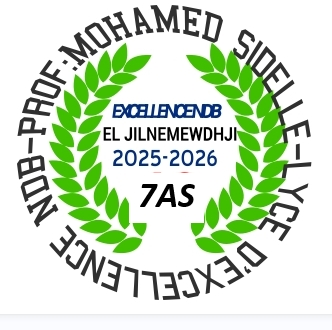 PROF:MOHAMED SIDELLE-LYCE D'EXCELLENCE NDB-
EXCELLENCENDB
EL JILNEMEWDHJI
2025-2026
7AS